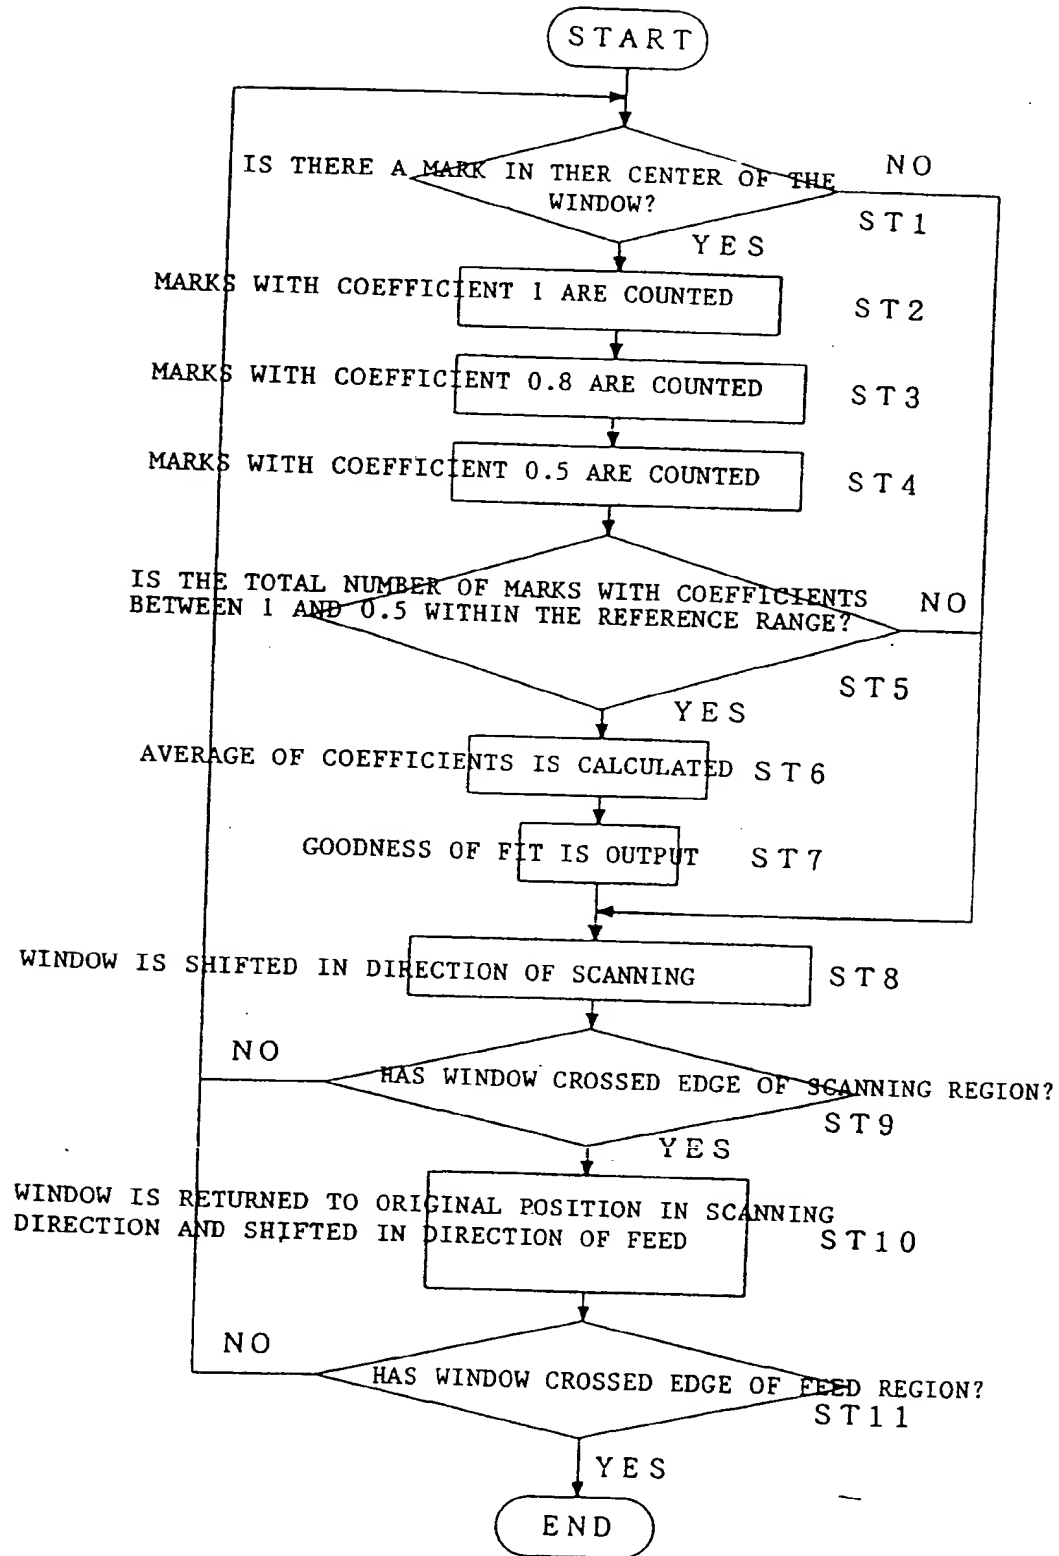 START
IS THERE A MARK IN THER CENTER OF THE
WINDOW?
NO
ST1
YES
MARKS WITH COEFFICIENT 1 ARE COUNTED
ST2
MARKS WITH COEFFICIENT 0.8 ARE COUNTED
ST3
MARKS WITH COEFFICIENT 0.5 ARE COUNTED
ST4
IS THE TOTAL NUMBER OF MARKS WITH COEFFICIENTS
BETWEEN 1 AND 0.5 WITHIN THE REFERENCE RANGE?
NO
ST5
YES
AVERAGE OF COEFFICIENTS IS CALCULATED
ST6
GOODNESS OF FIT IS OUTPUT
ST7
WINDOW IS SHIFTED IN DIRECTION OF SCANNING
ST8
NO
HAS WINDOW CROSSED EDGE OF SCANNING REGION?
ST9
YES
WINDOW IS RETURNED TO ORIGINAL POSITION IN SCANNING
DIRECTION AND SHIFTED IN DIRECTION OF FEED
ST10
NO
HAS WINDOW CROSSED EDGE OF FEED REGION?
ST11
YES
END